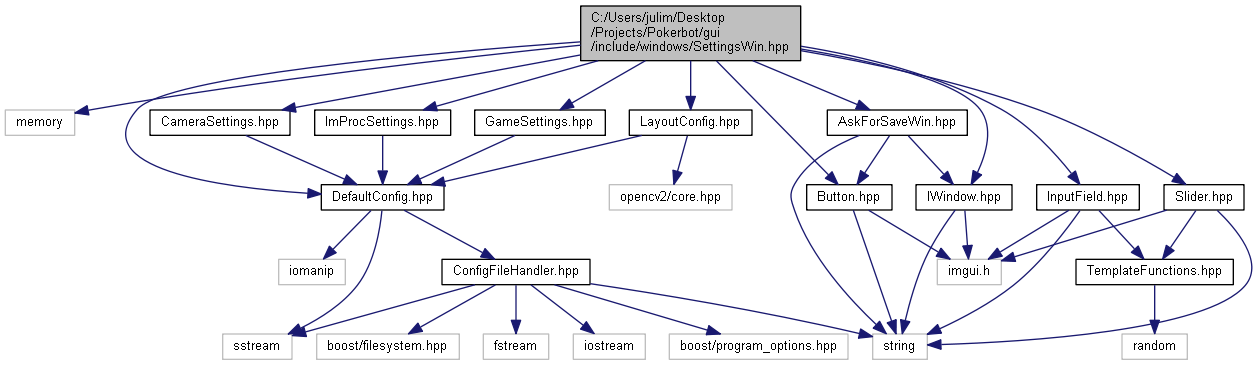 C:/Users/julim/Desktop
/Projects/Pokerbot/gui
/include/windows/SettingsWin.hpp
memory
CameraSettings.hpp
ImProcSettings.hpp
GameSettings.hpp
LayoutConfig.hpp
AskForSaveWin.hpp
DefaultConfig.hpp
opencv2/core.hpp
Button.hpp
IWindow.hpp
InputField.hpp
Slider.hpp
iomanip
ConfigFileHandler.hpp
imgui.h
TemplateFunctions.hpp
sstream
boost/filesystem.hpp
fstream
iostream
boost/program_options.hpp
string
random